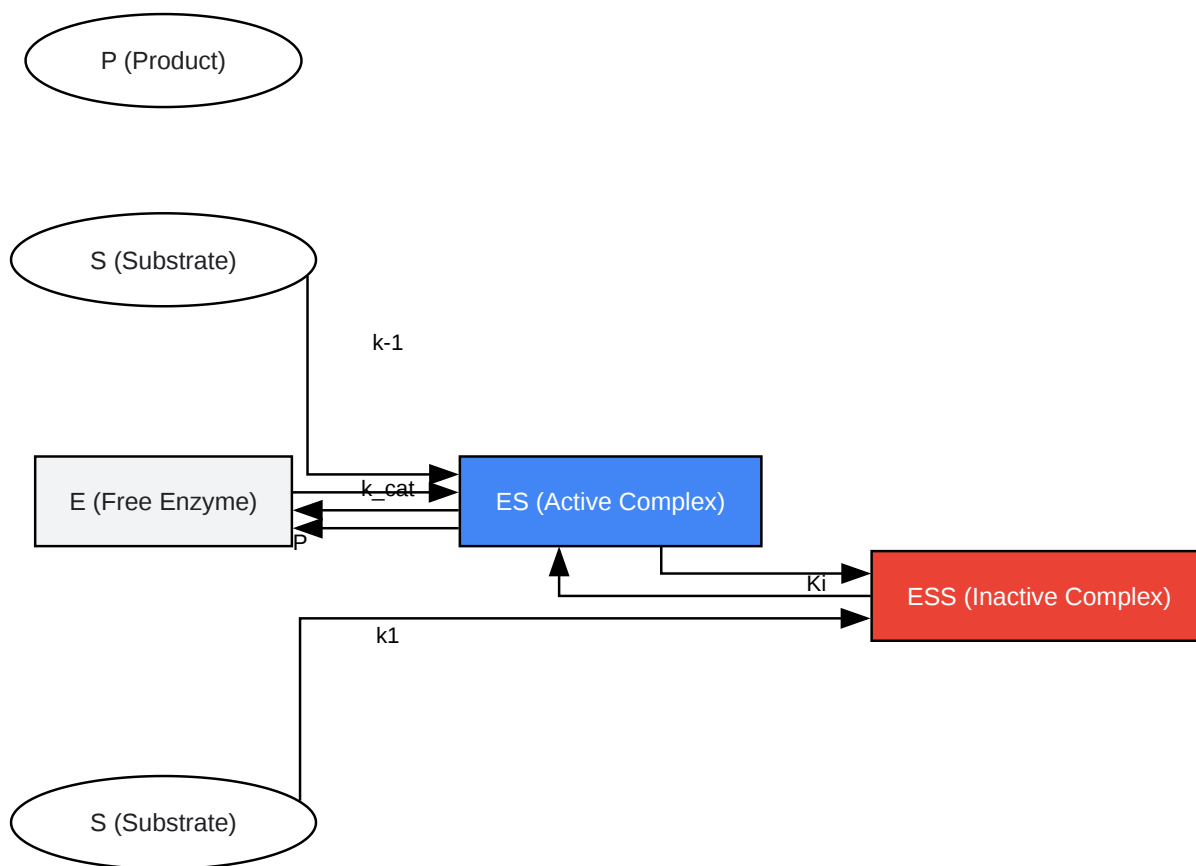 P (Product)
S (Substrate)
k-1
k_cat
E (Free Enzyme)
ES (Active Complex)
P
Ki
ESS (Inactive Complex)
k1
S (Substrate)